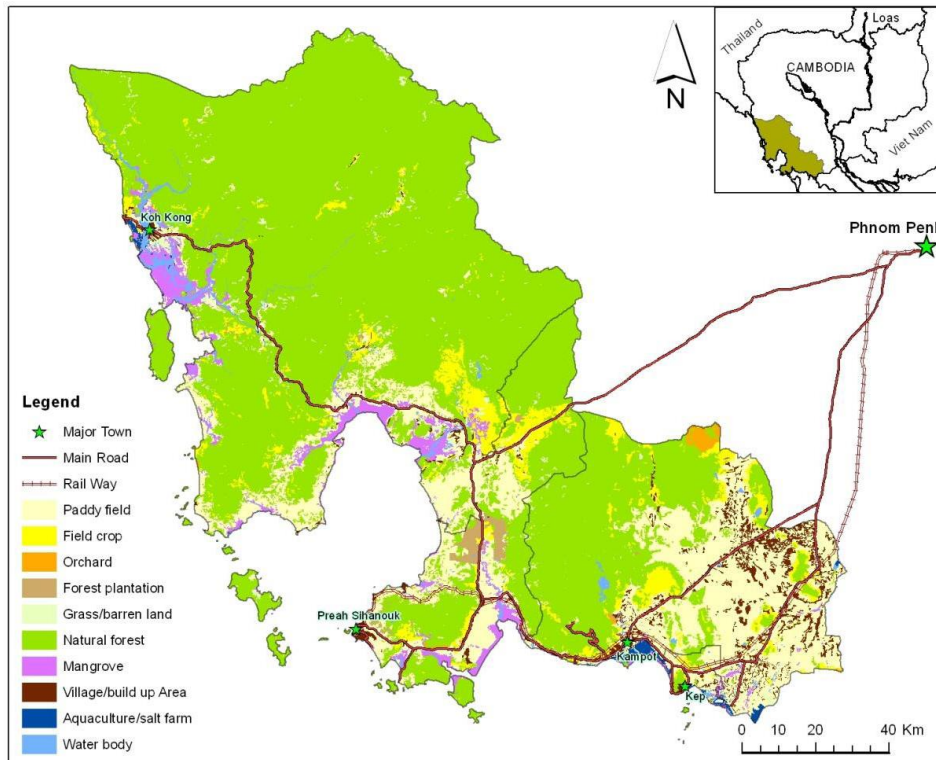 Loas
Thailand
CAMBODIA
Viet Nam
N
Koh Kong
Phnom Penh
Legend
Major Town
Main Road
Rail Way
Paddy field
Field crop
Orchard
Forest plantation
Grass/barren land
Natural forest
Mangrove
Village/build up Area
Aquaculture/salt farm
Water body
Preah Sihanouk
Kampot
Kep
0 10 20 40 Km